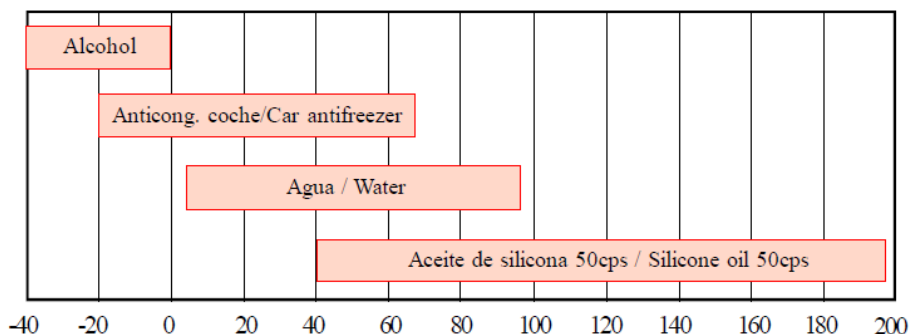 Alcohol
Anticong. coche/Car antifreezer
Agua / Water
Aceite de silicona 50cps / Silicone oil 50cps
-40 -20 0 20 40 60 80 100 120 140 160 180 200